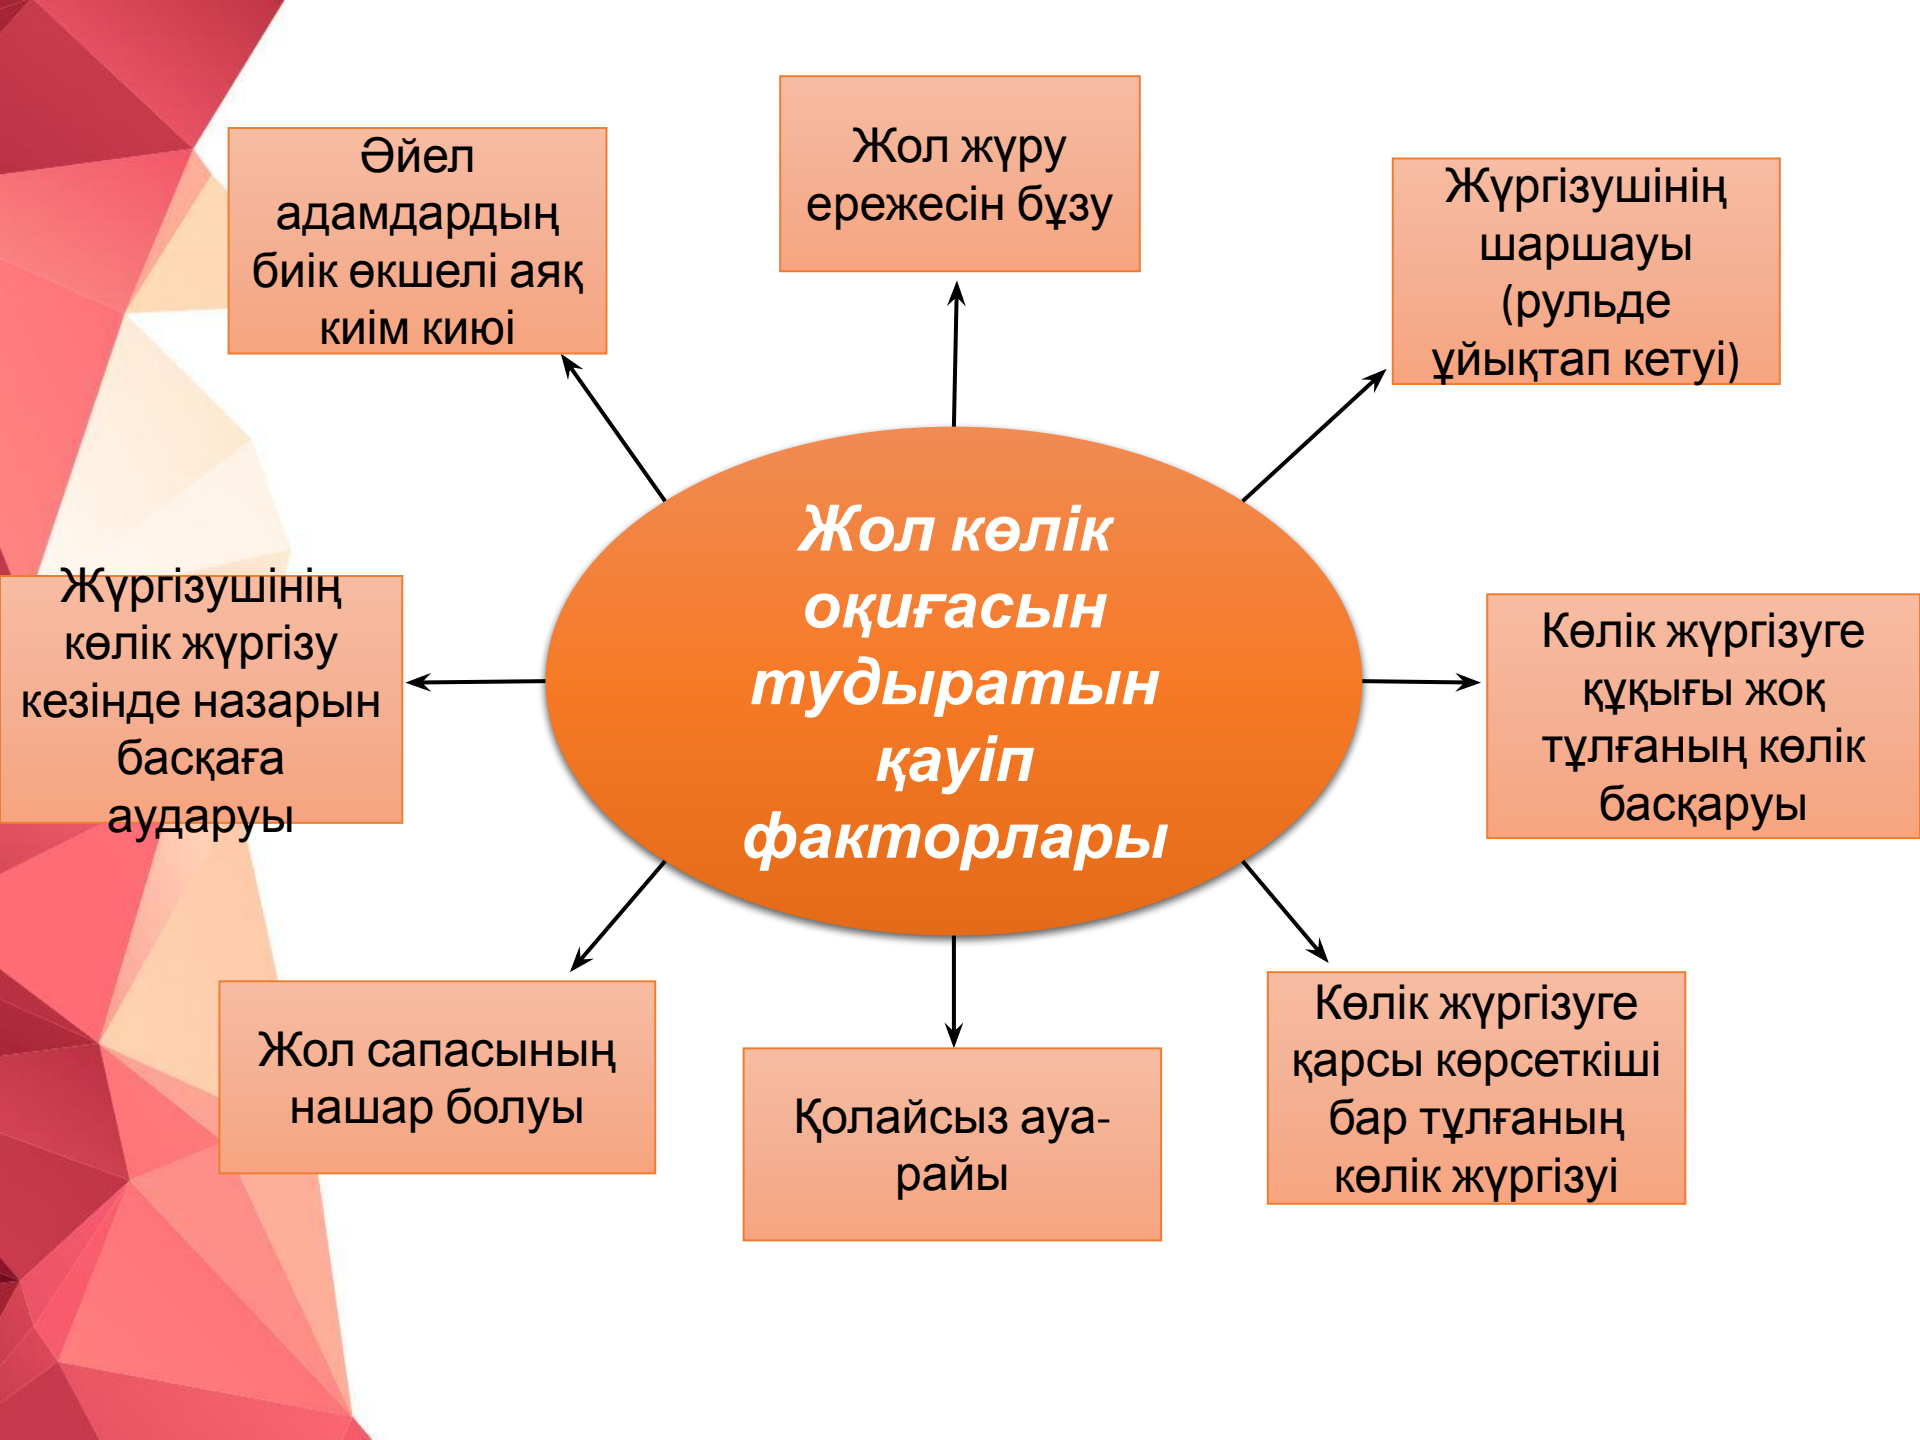 Әйел
адамдардың
биік өкшелі аяқ
киім киюі
Жол жүру
ережесін бұзу
Жүргізушінің
шаршауы
(рульде
ұйықтап кетуі)
Жүргізушінің
көлік жүргізу
кезінде назарын
басқаға
аударуы
Жол көлік
оқиғасын
тудыратын
қауіп
факторлары
Көлік жүргізуге
құқығы жоқ
тұлғаның көлік
басқаруы
Жол сапасының
нашар болуы
Қолайсыз ауа-
райы
Көлік жүргізуге
қарсы көрсеткіші
бар тұлғаның
көлік жүргізуі